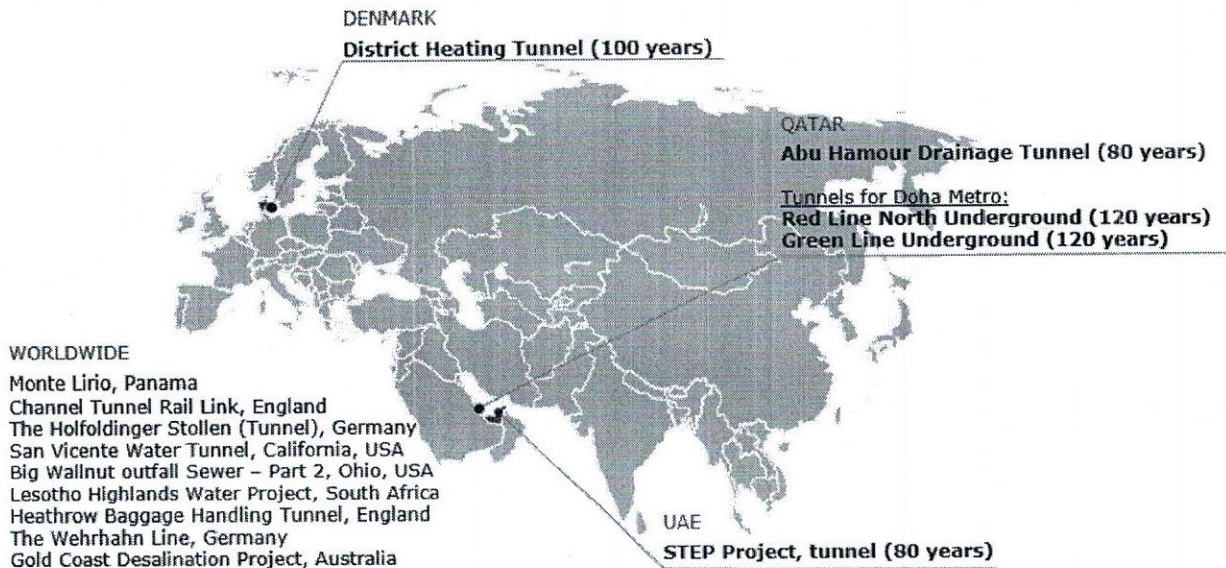 DENMARK
District Heating Tunnel (100 years)
QATAR
Abu Hamour Drainage Tunnel (80 years)
Tunnels for Doha Metro:
Red Line North Underground (120 years)
Green Line Underground (120 years)
WORLDWIDE
Monte Lirio, Panama
Channel Tunnel Rail Link, England
The Holfoldinger Stollen (Tunnel), Germany
San Vicente Water Tunnel, California, USA
Big Wallnut outfall Sewer – Part 2, Ohio, USA
Lesotho Highlands Water Project, South Africa
Heathrow Baggage Handling Tunnel, England
The Wehrhahn Line, Germany
Gold Coast Desalination Project, Australia
UAE
STEP Project, tunnel (80 years)